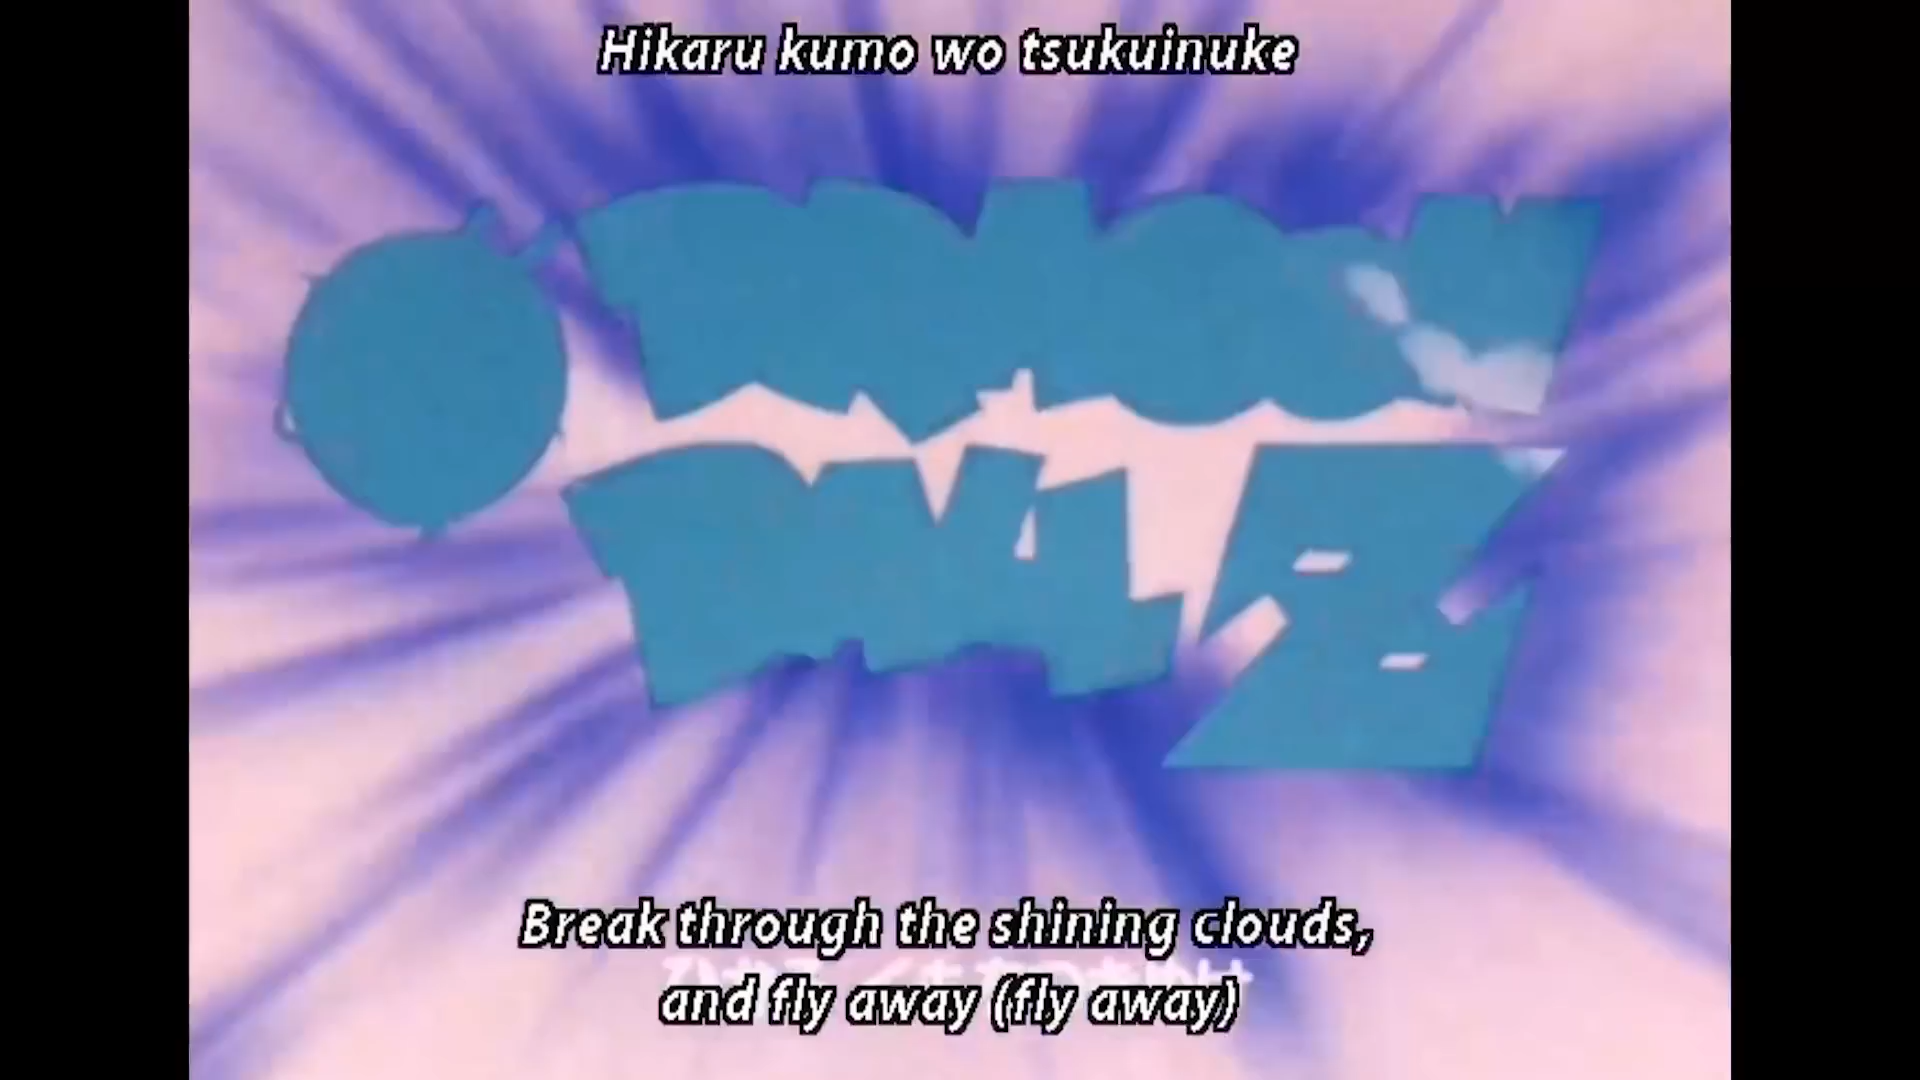 Hikaru kumo wo tsukuinuke
Break through the shining clouds,
and fly away (fly away)